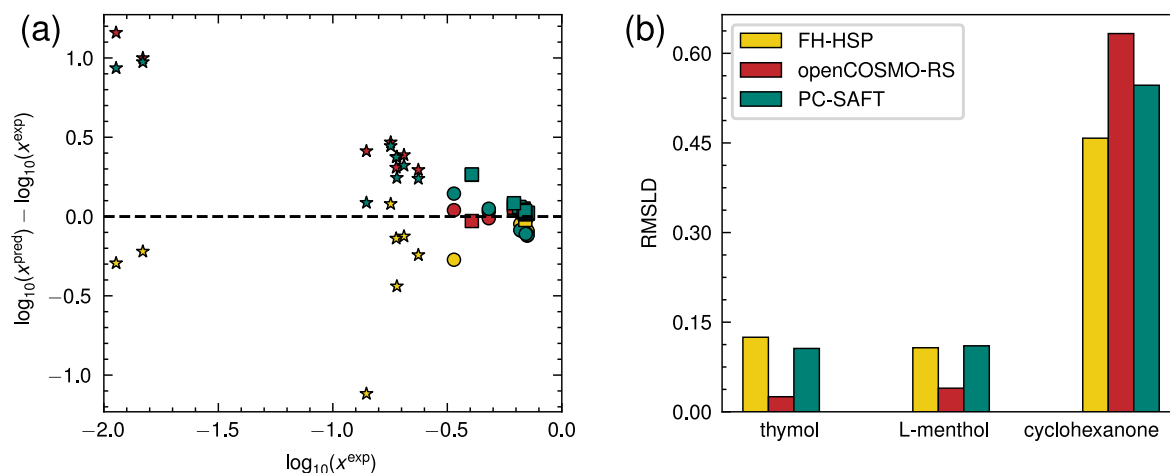 (a)
1.0
0.5
0.0
−0.5
−1.0
log₁₀(xᵖʳᵉᵈ) − log₁₀(xᵉˣᵖ)
−2.0 −1.5 −1.0 −0.5 0.0
log₁₀(xᵉˣᵖ)
(b)
FH-HSP
openCOSMO-RS
PC-SAFT
0.60
0.45
0.30
0.15
0.00
RMSLD
thymol L-menthol cyclohexanone